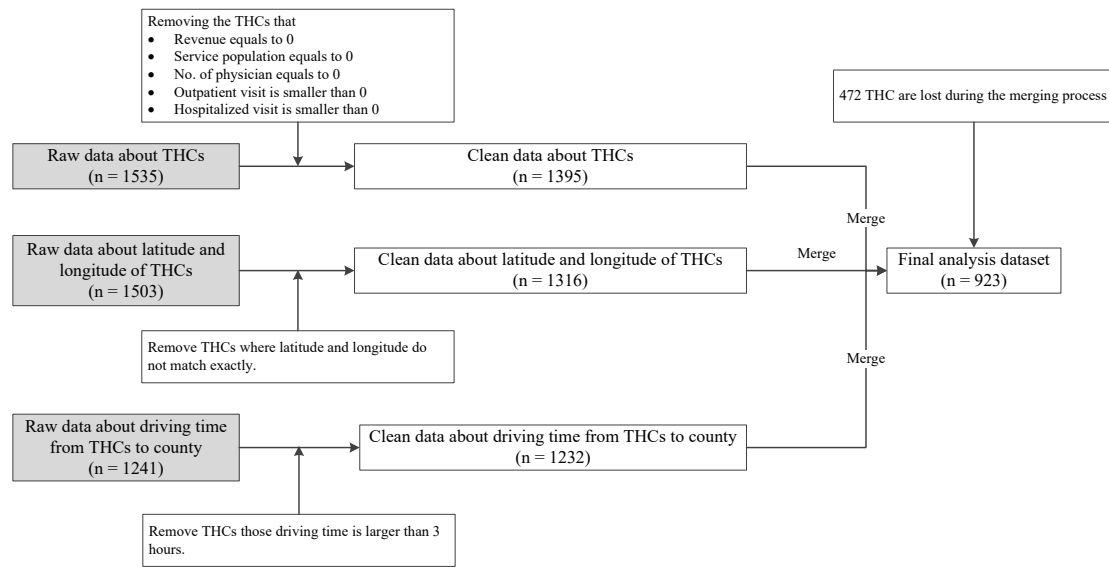 Removing the THCs that
• Revenue equals to 0
• Service population equals to 0
• No. of physician equals to 0
• Outpatient visit is smaller than 0
• Hospitalized visit is smaller than 0
472 THC are lost during the merging process
Raw data about THCs
(n = 1535)
Clean data about THCs
(n = 1395)
Merge
Raw data about latitude and
longitude of THCs
(n = 1503)
Clean data about latitude and longitude of THCs
(n = 1316)
Merge
Final analysis dataset
(n = 923)
Remove THCs where latitude and longitude do
not match exactly.
Merge
Raw data about driving time
from THCs to county
(n = 1241)
Clean data about driving time from THCs to county
(n = 1232)
Remove THCs those driving time is larger than 3
hours.